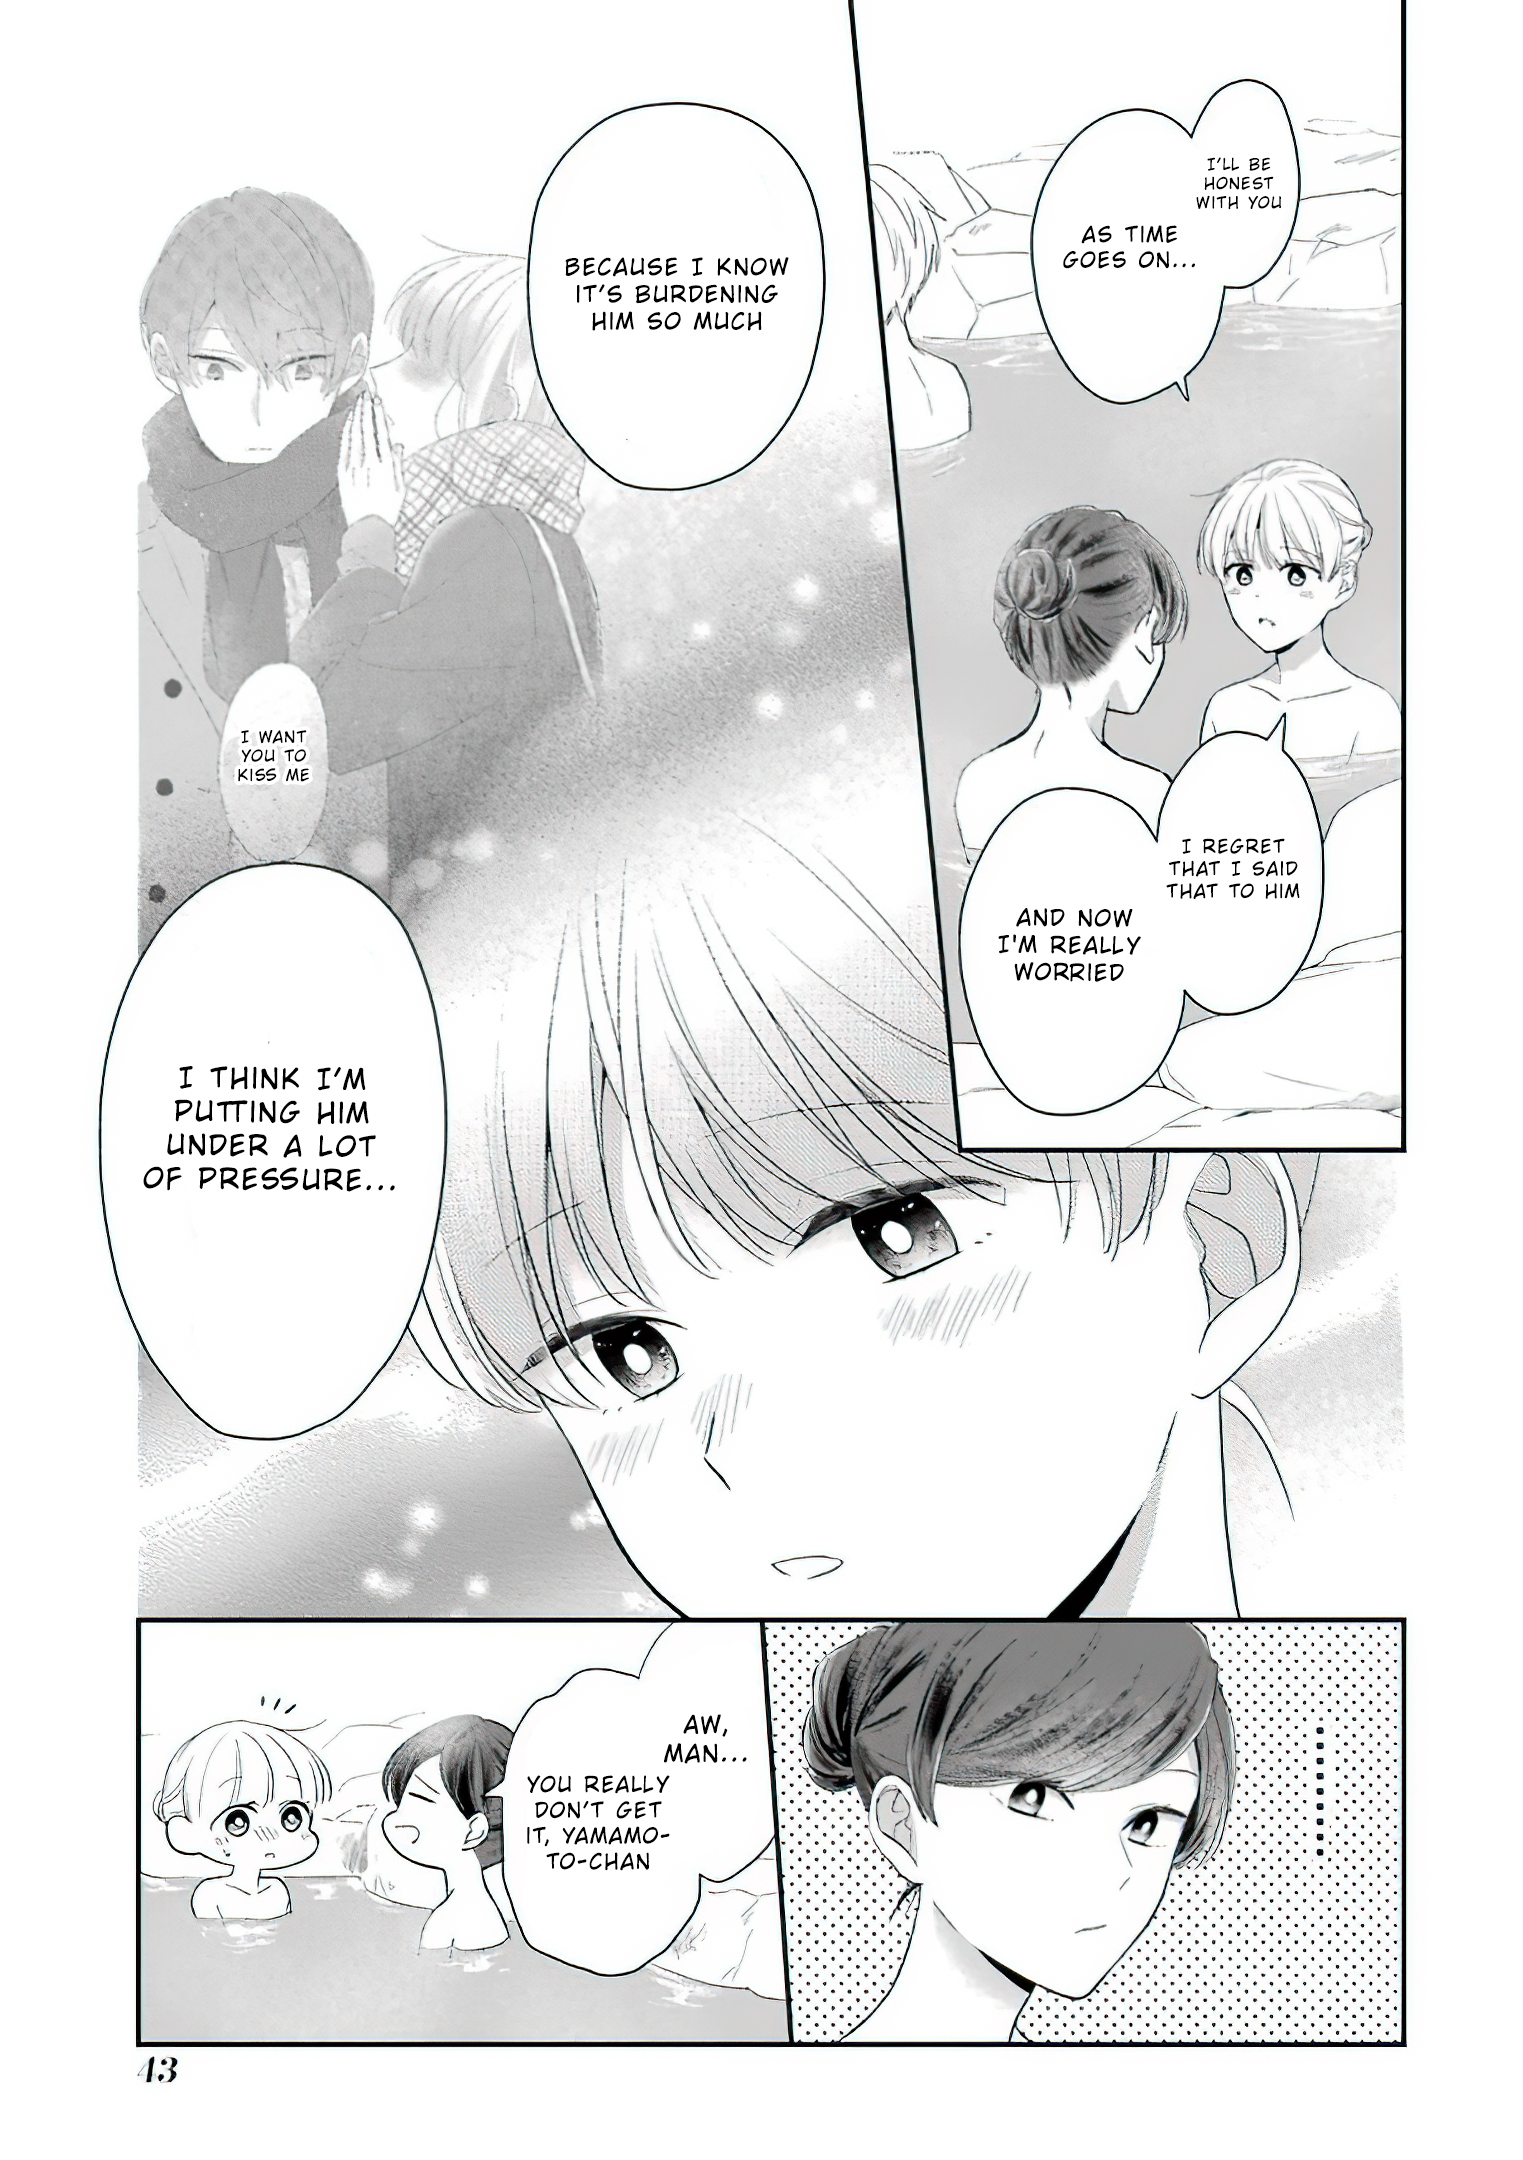 I'LL BE
HONEST
WITH YOU
AS TIME
GOES ON...
I REGRET
THAT I SAID
THAT TO HIM
AND NOW
I'M REALLY
WORRIED
BECAUSE I KNOW
IT'S BURDENING
HIM SO MUCH
I WANT
YOU TO
KISS ME
I THINK I'M
PUTTING HIM
UNDER A LOT
OF PRESSURE...
AW,
MAN...
YOU REALLY
DON'T GET
IT, YAMAMO-
TO-CHAN
43